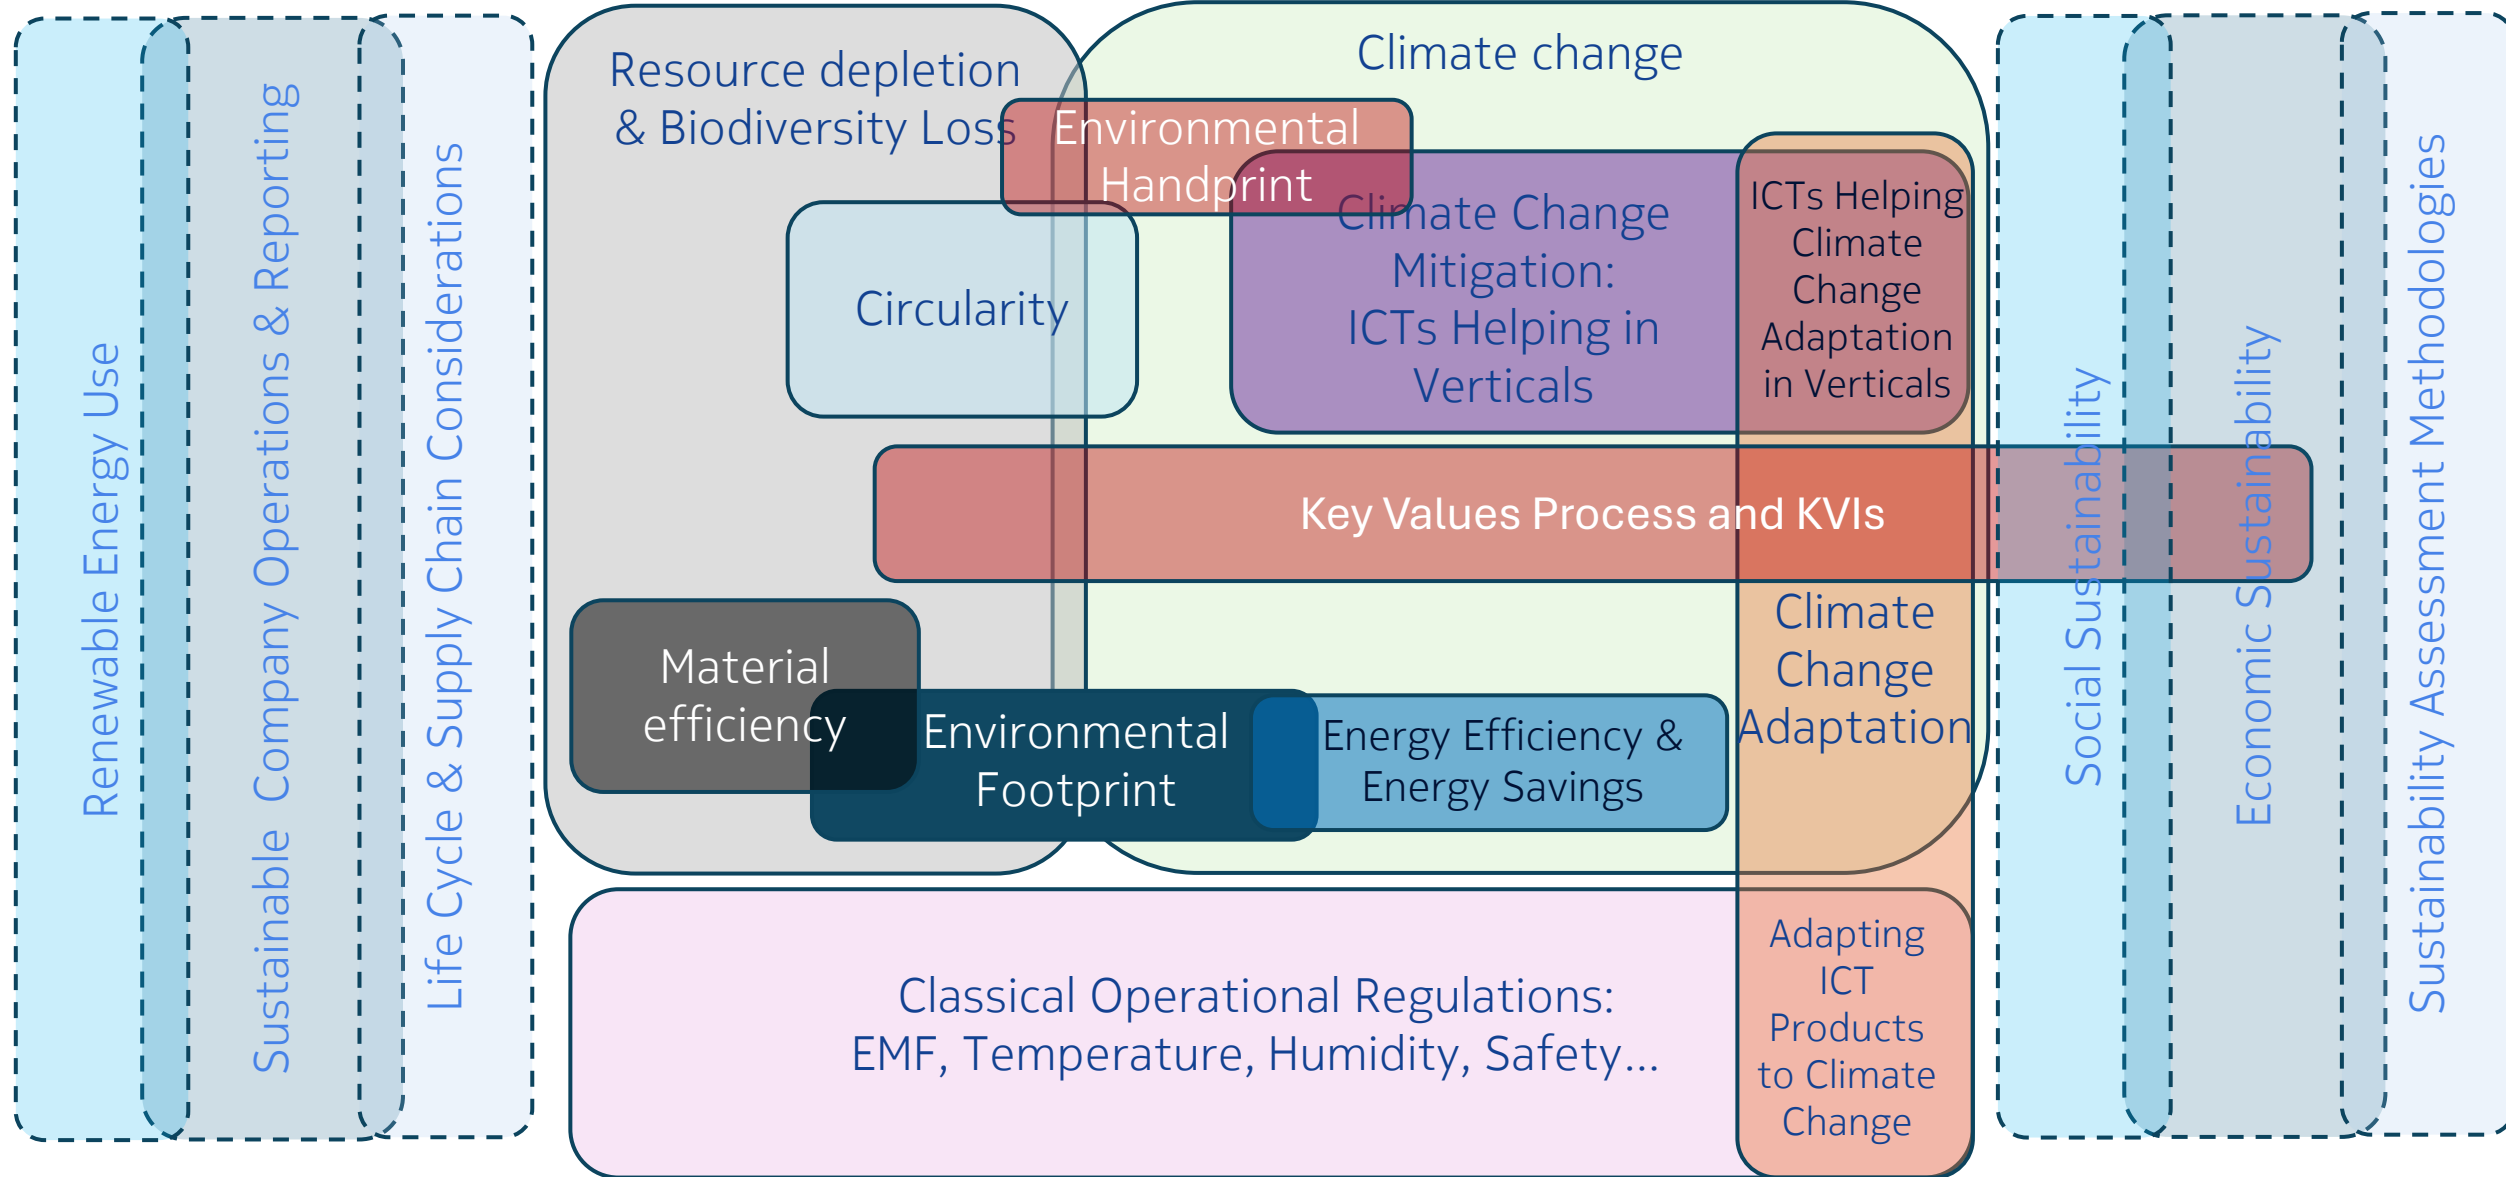 Renewable Energy Use
Sustainable Company Operations & Reporting
Life Cycle & Supply Chain Considerations
Resource depletion
& Biodiversity Loss
Climate change
Environmental
Handprint
Circularity
Climate Change
Mitigation:
ICTs Helping in
Verticals
ICTs Helping
Climate
Change
Adaptation
in Verticals
Key Values Process and KVIs
Material
efficiency
Environmental
Footprint
Energy Efficiency &
Energy Savings
Climate
Change
Adaptation
Classical Operational Regulations:
EMF, Temperature, Humidity, Safety...
Adapting
ICT
Products
to Climate
Change
Social Sustainability
Economic Sustainability
Sustainability Assessment Methodologies